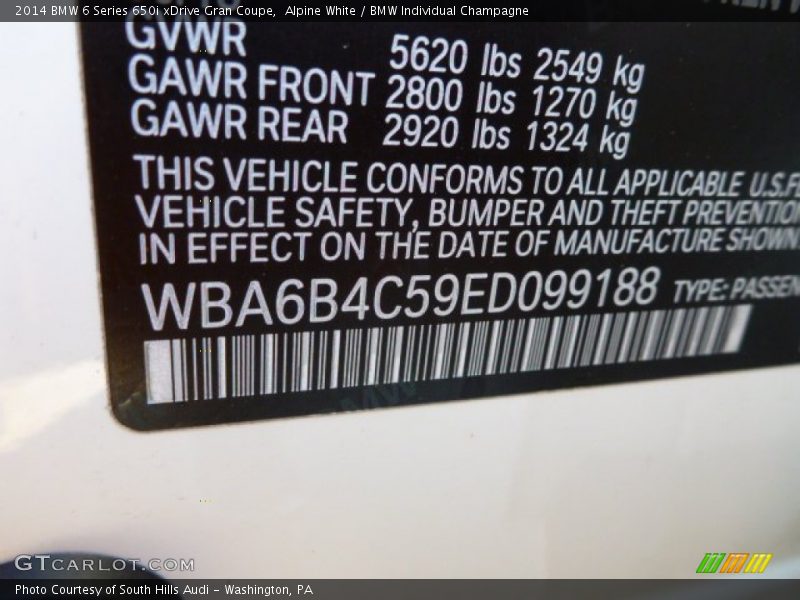 2014 BMW 6 Series 650i xDrive Gran Coupe, Alpine White / BMW Individual Champagne
GVWR 5620 lbs 2549 kg
GAWR FRONT 2800 lbs 1270 kg
GAWR REAR 2920 lbs 1324 kg
THIS VEHICLE CONFORMS TO ALL APPLICABLE U.S.
VEHICLE SAFETY, BUMPER AND THEFT PREVENTION
IN EFFECT ON THE DATE OF MANUFACTURE SHOWN
WBA6B4C59ED099188 TYPE: PASSEN
GTCARLOT.COM
Photo Courtesy of South Hills Audi - Washington, PA